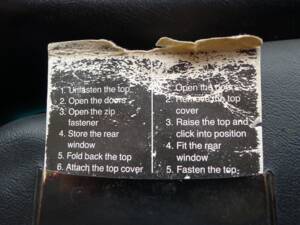 1. Unfasten the top
2. Open the doors
3. Open the zip
fastener
4. Store the rear
window
5. Fold back the top
6. Attach the top cover
1. Open the doors
2. Remove the top
cover
3. Raise the top and
click into position
4. Fit the rear
window
5. Fasten the top